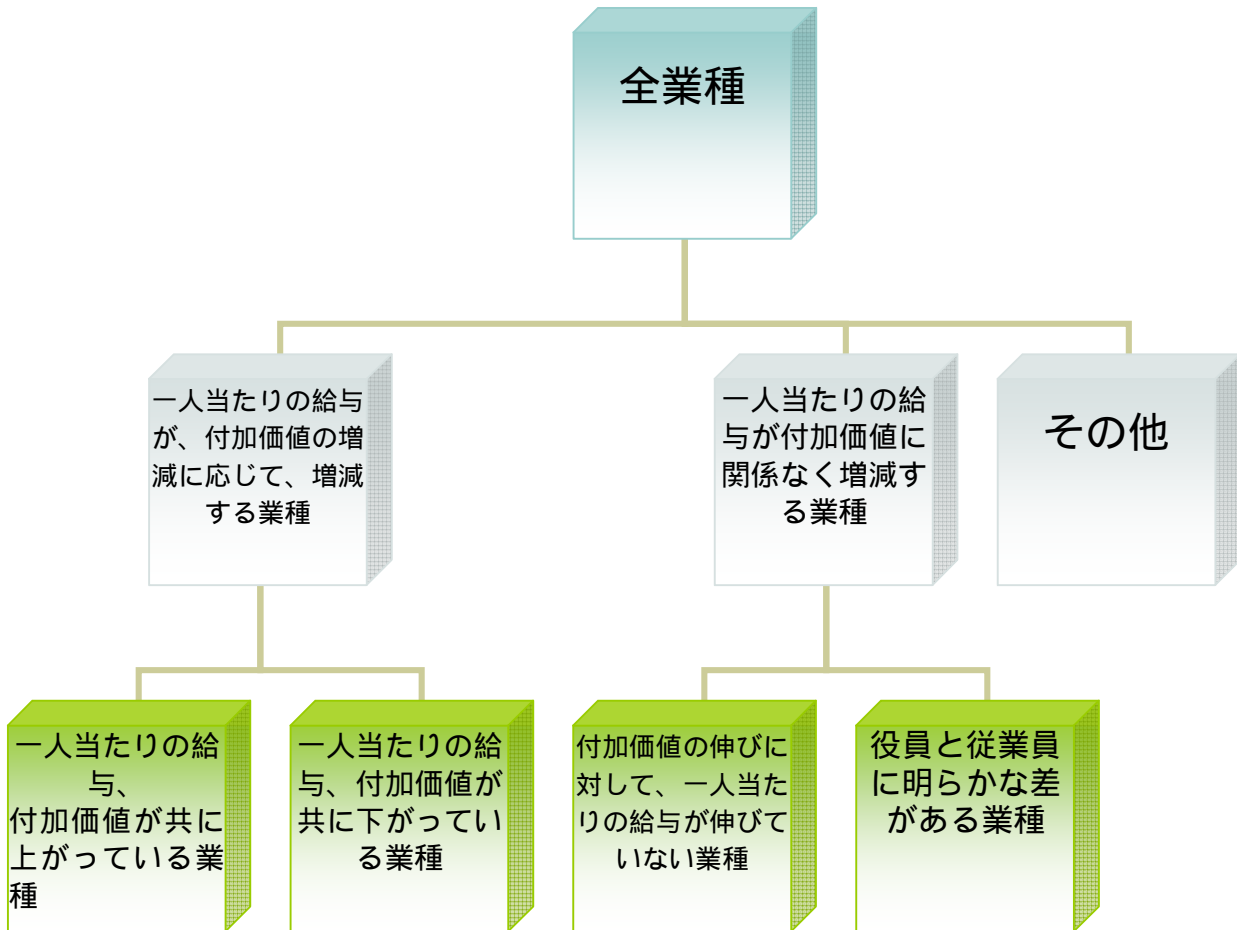 全業種
一人当たりの給与
が、付加価値の増
減に応じて、増減
する業種
一人当たりの給
与が付加価値に
関係なく増減す
る業種
その他
一人当たりの給
与、
付加価値が共に
上がっている業
種
一人当たりの給
与、付加価値が
共に下がってい
る業種
付加価値の伸びに
対して、一人当た
りの給与が伸びて
いない業種
役員と従業員
に明らかな差
がある業種